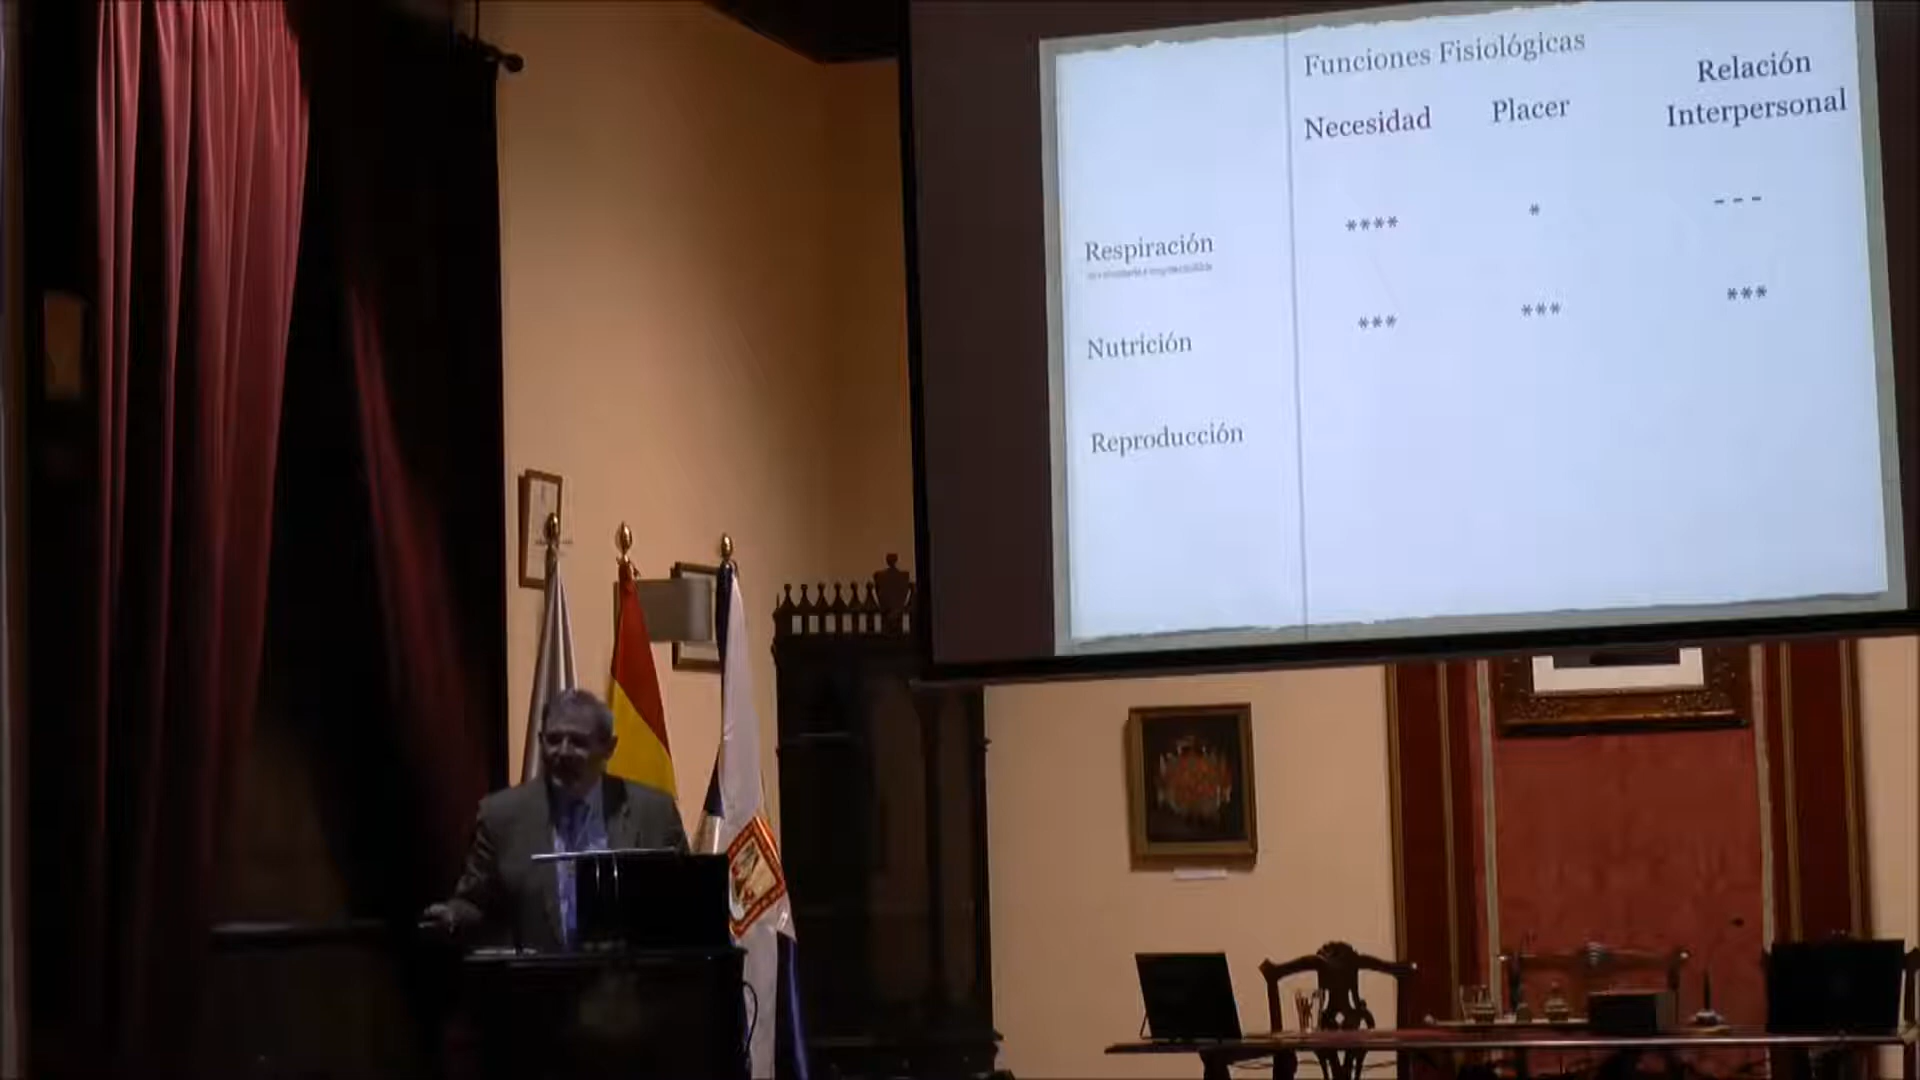 Funciones Fisiológicas
Necesidad
Placer
Relación
Interpersonal
Respiración
****
*
---
Nutrición
***
***
***
Reproducción